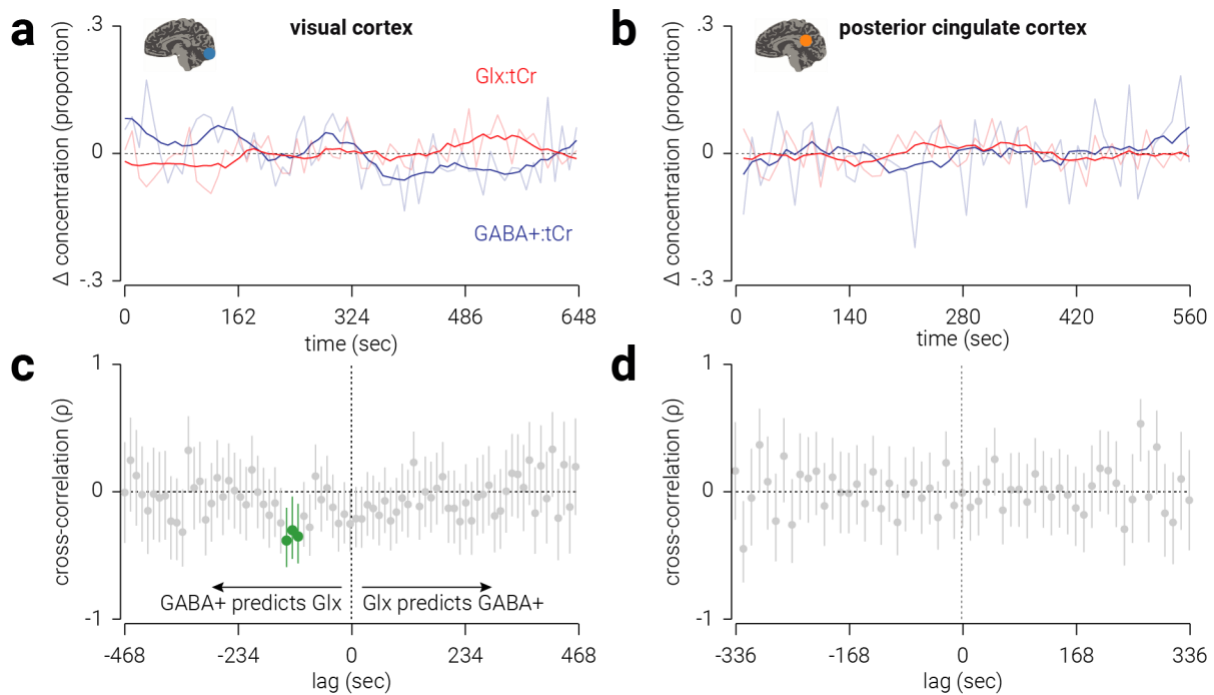 a
visual cortex
Δ concentration (proportion)
.3
0
-.3
Glx:tCr
GABA+:tCr
0 162 324 486 648
time (sec)
b
posterior cingulate cortex
Δ concentration (proportion)
.3
0
-.3
0 140 280 420 560
time (sec)
c
cross-correlation (ρ)
1
0
-1
GABA+ predicts Glx
Glx predicts GABA+
-468 -234 0 234 468
lag (sec)
d
cross-correlation (ρ)
1
0
-1
-336 -168 0 168 336
lag (sec)